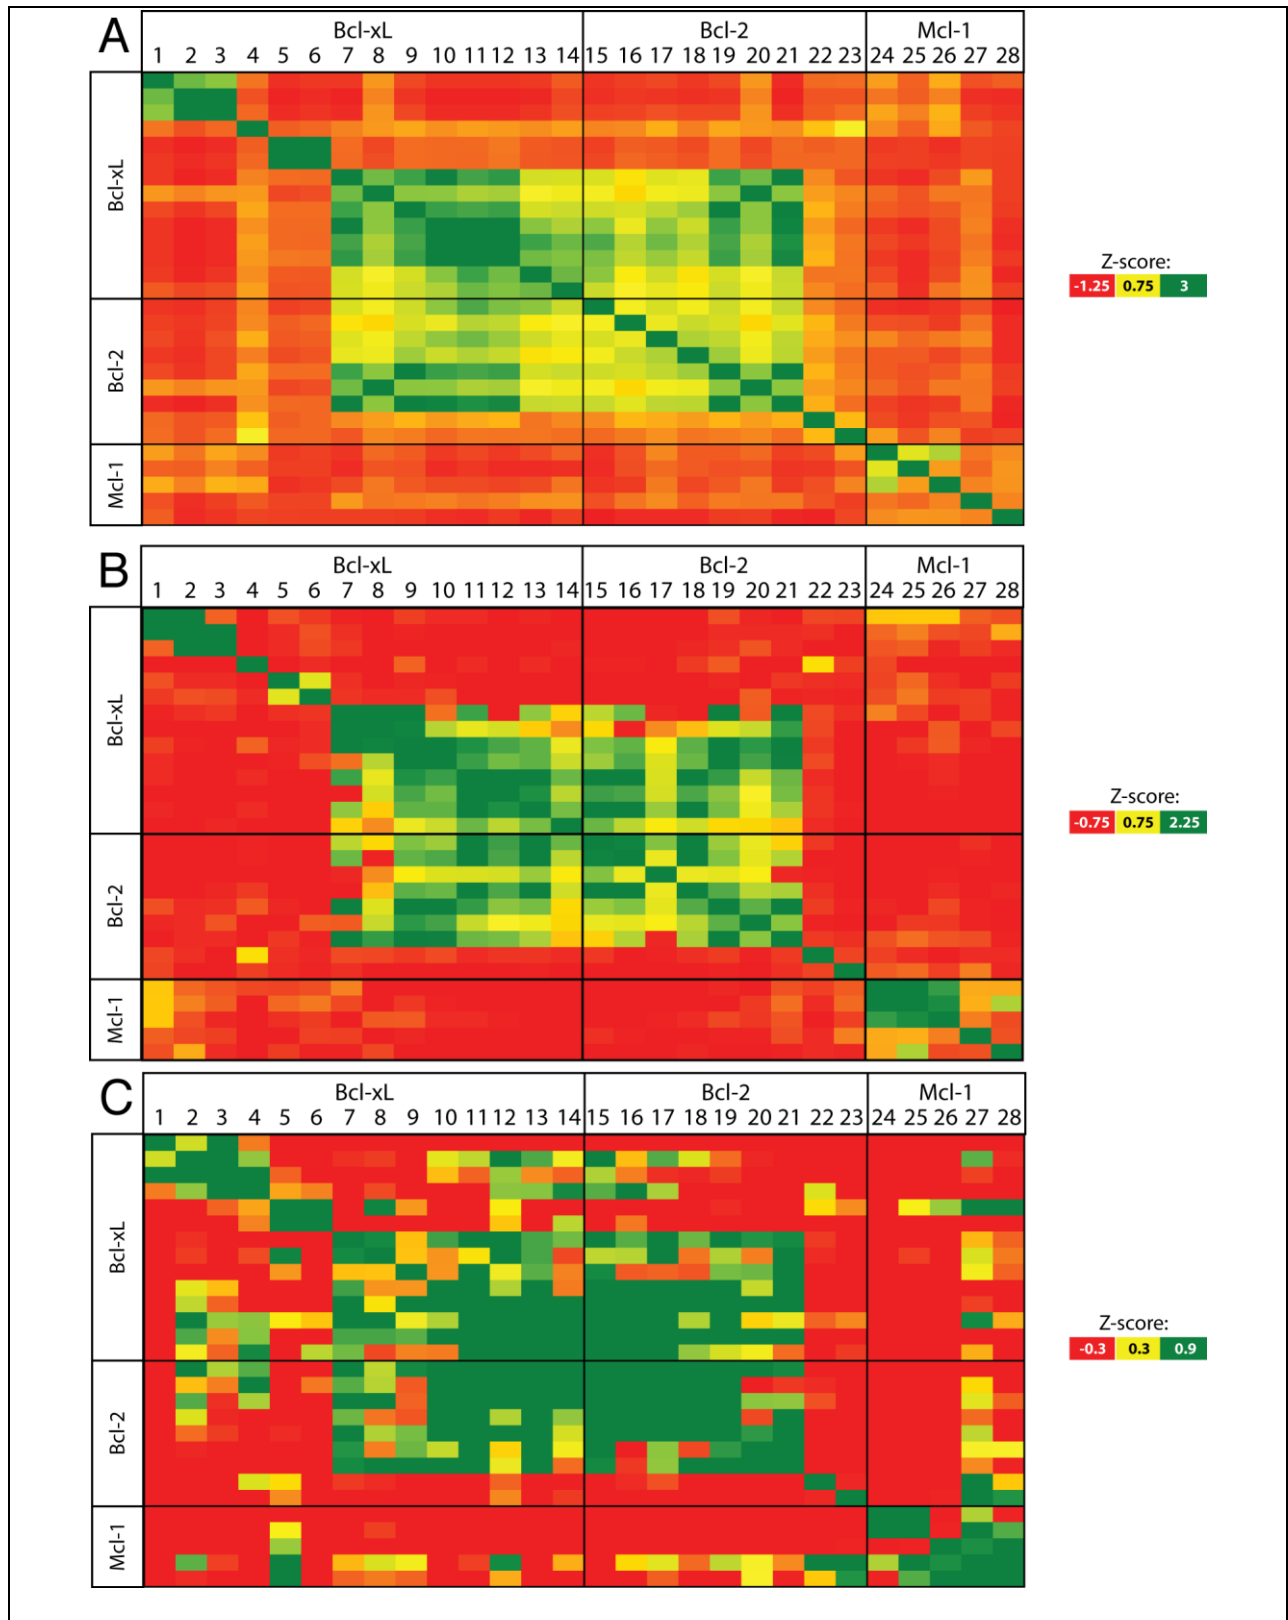 A
Bcl-xL Bcl-2 Mcl-1
1 2 3 4 5 6 7 8 9 10 11 12 13 14 15 16 17 18 19 20 21 22 23 24 25 26 27 28
Bcl-xL
Bcl-2
Mcl-1
Z-score:
-1.25 0.75 3
B
Bcl-xL Bcl-2 Mcl-1
1 2 3 4 5 6 7 8 9 10 11 12 13 14 15 16 17 18 19 20 21 22 23 24 25 26 27 28
Bcl-xL
Bcl-2
Mcl-1
Z-score:
-0.75 0.75 2.25
C
Bcl-xL Bcl-2 Mcl-1
1 2 3 4 5 6 7 8 9 10 11 12 13 14 15 16 17 18 19 20 21 22 23 24 25 26 27 28
Bcl-xL
Bcl-2
Mcl-1
Z-score:
-0.3 0.3 0.9